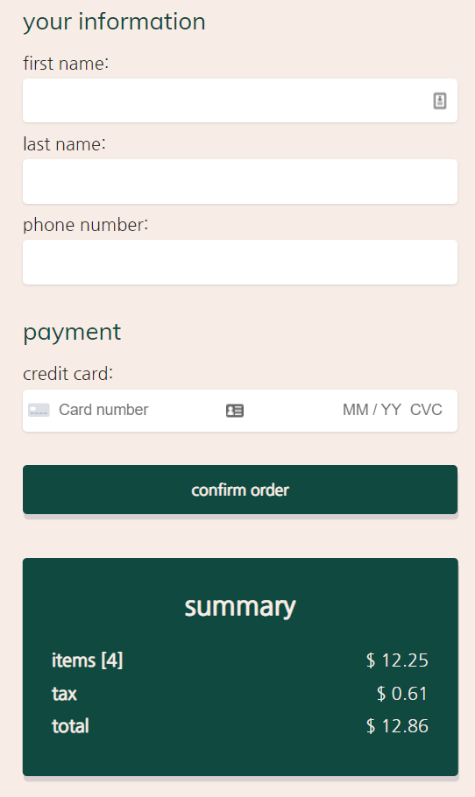 your information
first name:
last name:
phone number:
payment
credit card:
Card number MM / YY CVC
confirm order
summary
items [4] $ 12.25
tax $ 0.61
total $ 12.86